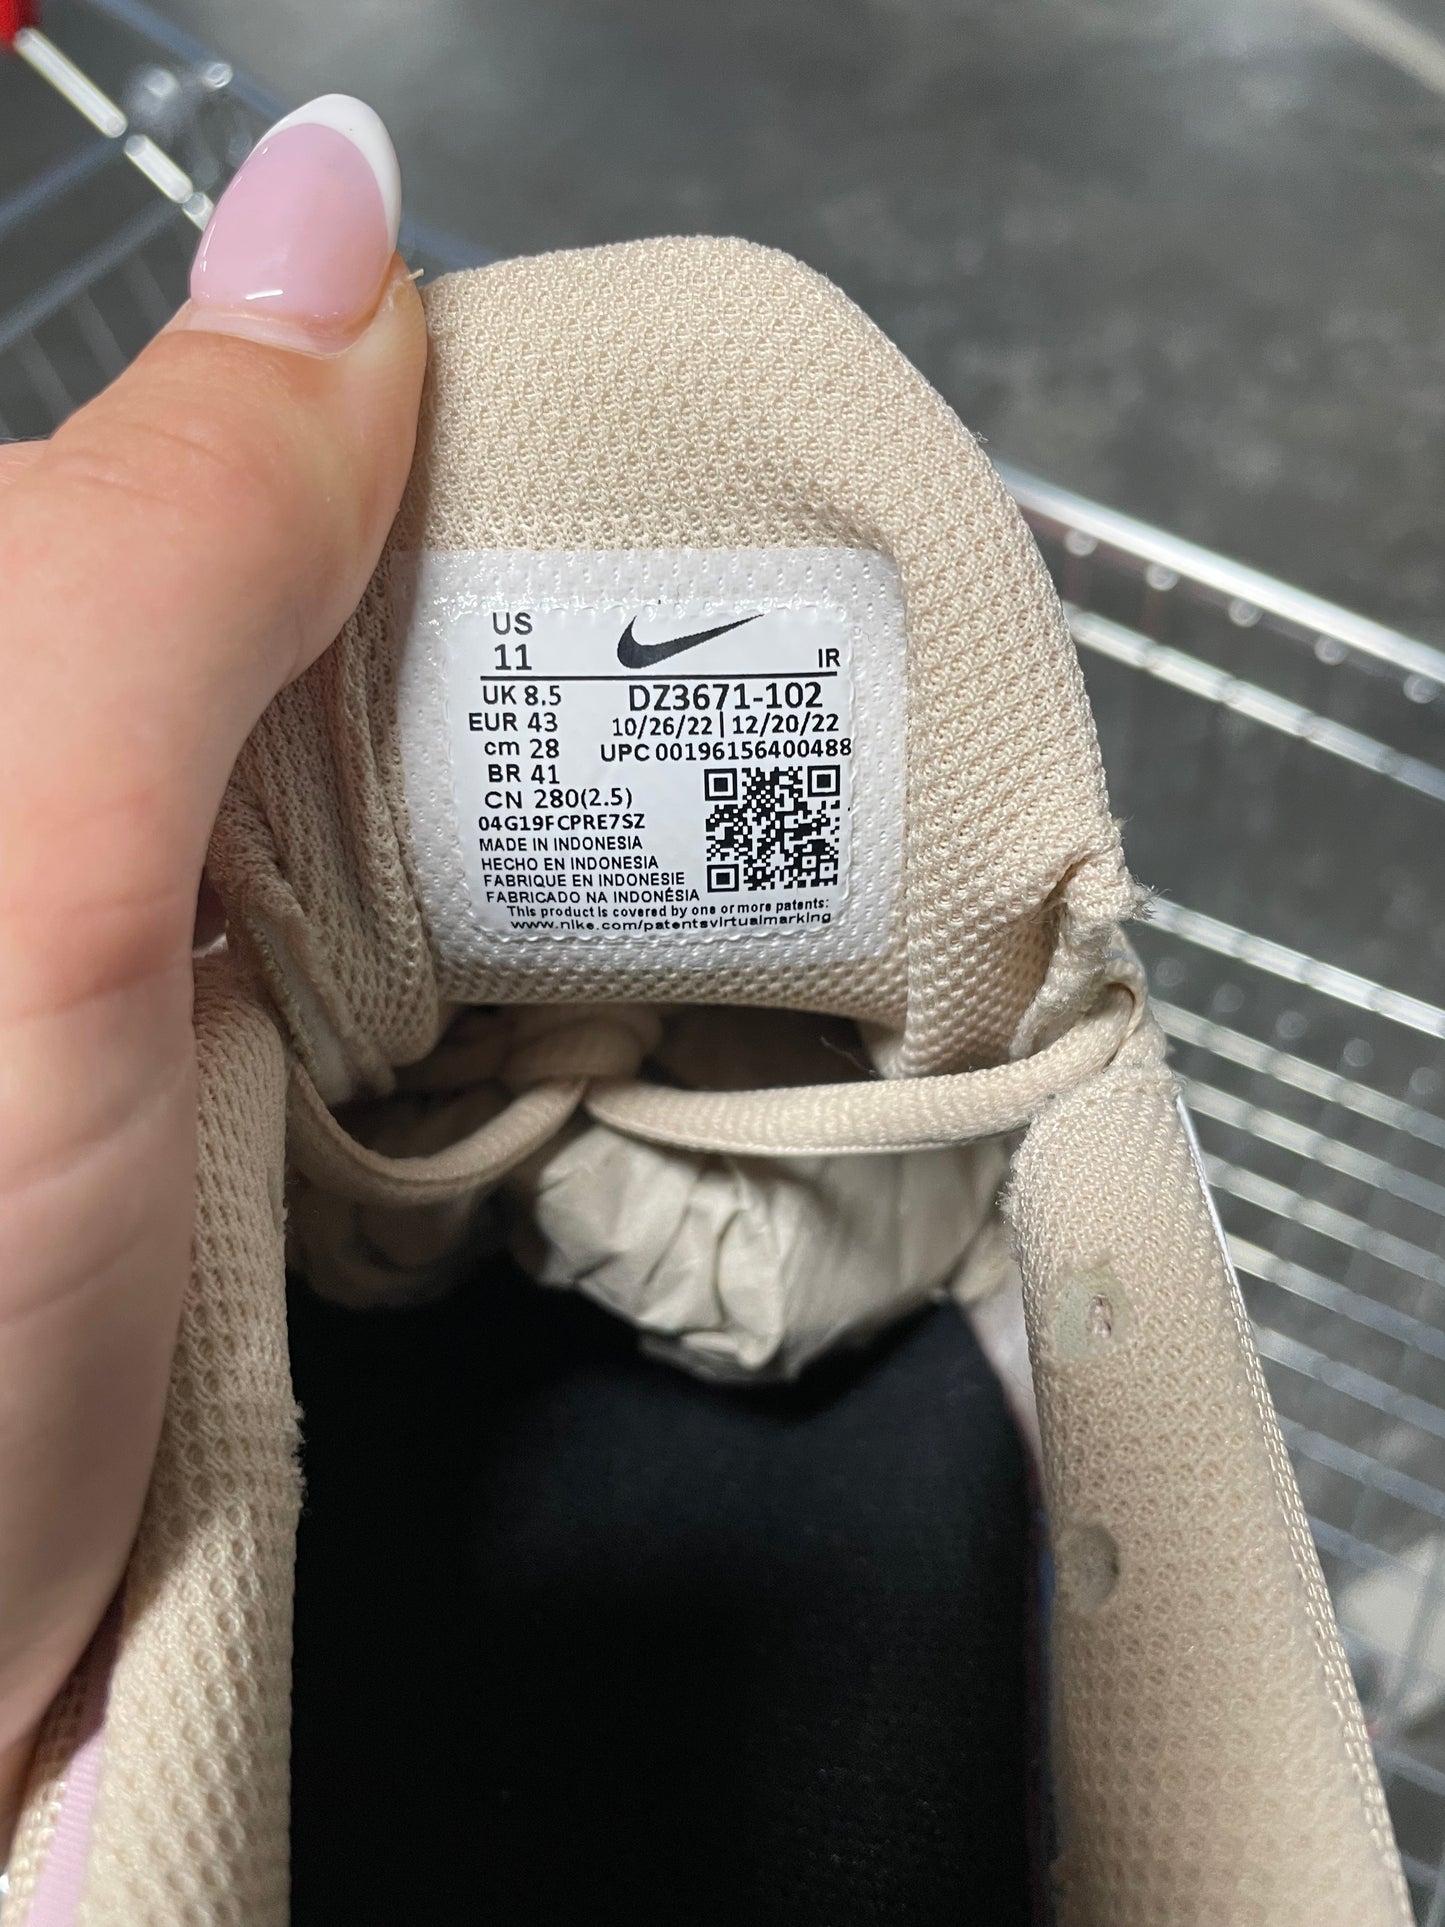 US
11
IR
UK 8.5
DZ3671-102
EUR 43
10/26/22 | 12/20/22
cm 28
UPC 00196156400488
BR 41
CN 280(2.5)
04G19FCPRE7SZ
MADE IN INDONESIA
HECHO EN INDONESIA
FABRIQUE EN INDONESIE
FABRICADO NA INDONÉSIA
This product is covered by one or more patents:
www.nike.com/patentsvirtualmarking